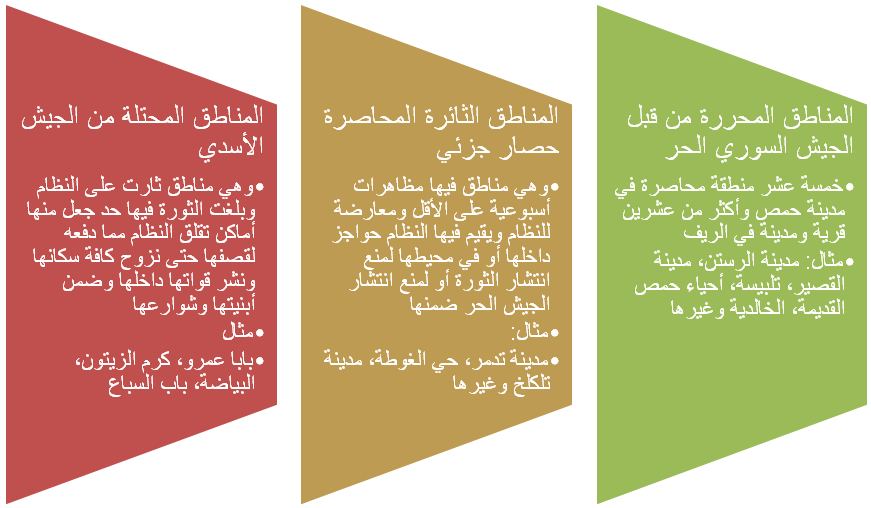 المناطق المحررة من قبل
الجيش السوري الحر
•خمسة عشر منطقة محاصرة في
مدينة حمص وأكثر من عشرين
قرية ومدينة في الريف
•مثال: مدينة الرستن، مدينة
القصير، تلبيسة، أحياء حمص
القديمة، الخالدية وغيرها
المناطق الثائرة المحاصرة
حصار جزئي
•وهي مناطق فيها مظاهرات
أسبوعية على الأقل ومعارضة
للنظام ويقيم فيها النظام حواجز
داخلها أو في محيطها لمنع
انتشار الثورة أو لمنع انتشار
الجيش الحر ضمنها
•مثال:
•مدينة تدمر، حي الغوطة، مدينة
تلكلخ وغيرها
المناطق المحتلة من الجيش
الأسدي
•وهي مناطق ثارت على النظام
وبلغت الثورة فيها حد جعل منها
أماكن تقلق النظام مما دفعه
لقصفها حتى نزوح كافة سكانها
ونشر قواتها داخلها وضمن
أبنيتها وشوارعها
•مثال
•بابا عمرو، كرم الزيتون،
البياضة، باب السباع